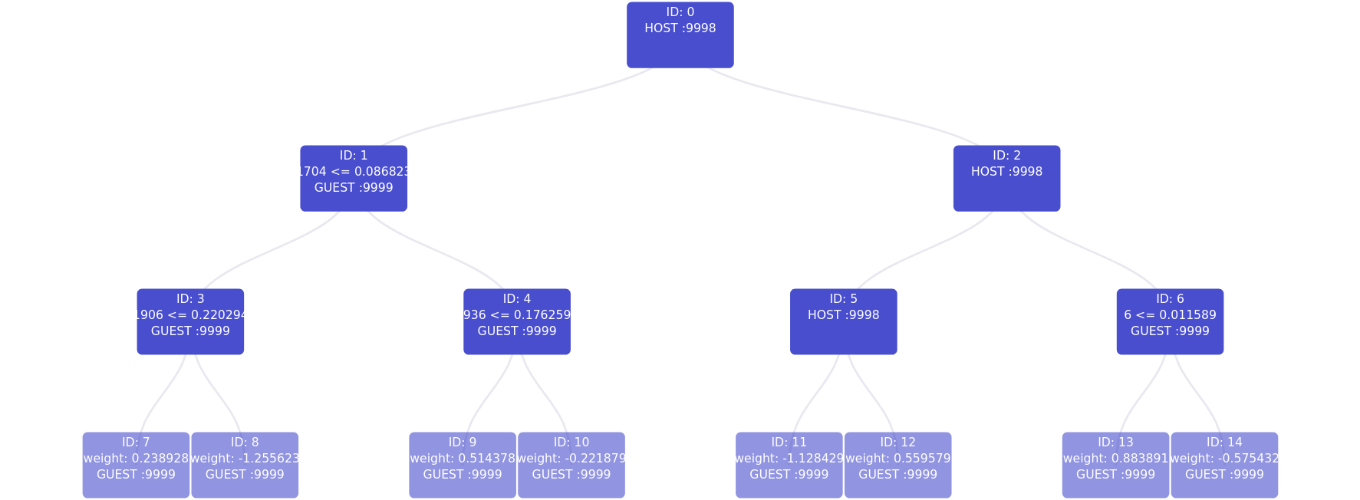 ID: 0
HOST :9998
ID: 1
1704 <= 0.086823
GUEST :9999
ID: 2
HOST :9998
ID: 3
1906 <= 0.220294
GUEST :9999
ID: 4
936 <= 0.176259
GUEST :9999
ID: 5
HOST :9998
ID: 6
6 <= 0.011589
GUEST :9999
ID: 7
weight: 0.238928
GUEST :9999
ID: 8
weight: -1.255623
GUEST :9999
ID: 9
weight: 0.514378
GUEST :9999
ID: 10
weight: -0.221879
GUEST :9999
ID: 11
weight: -1.128429
GUEST :9999
ID: 12
weight: 0.559579
GUEST :9999
ID: 13
weight: 0.883891
GUEST :9999
ID: 14
weight: -0.575432
GUEST :9999